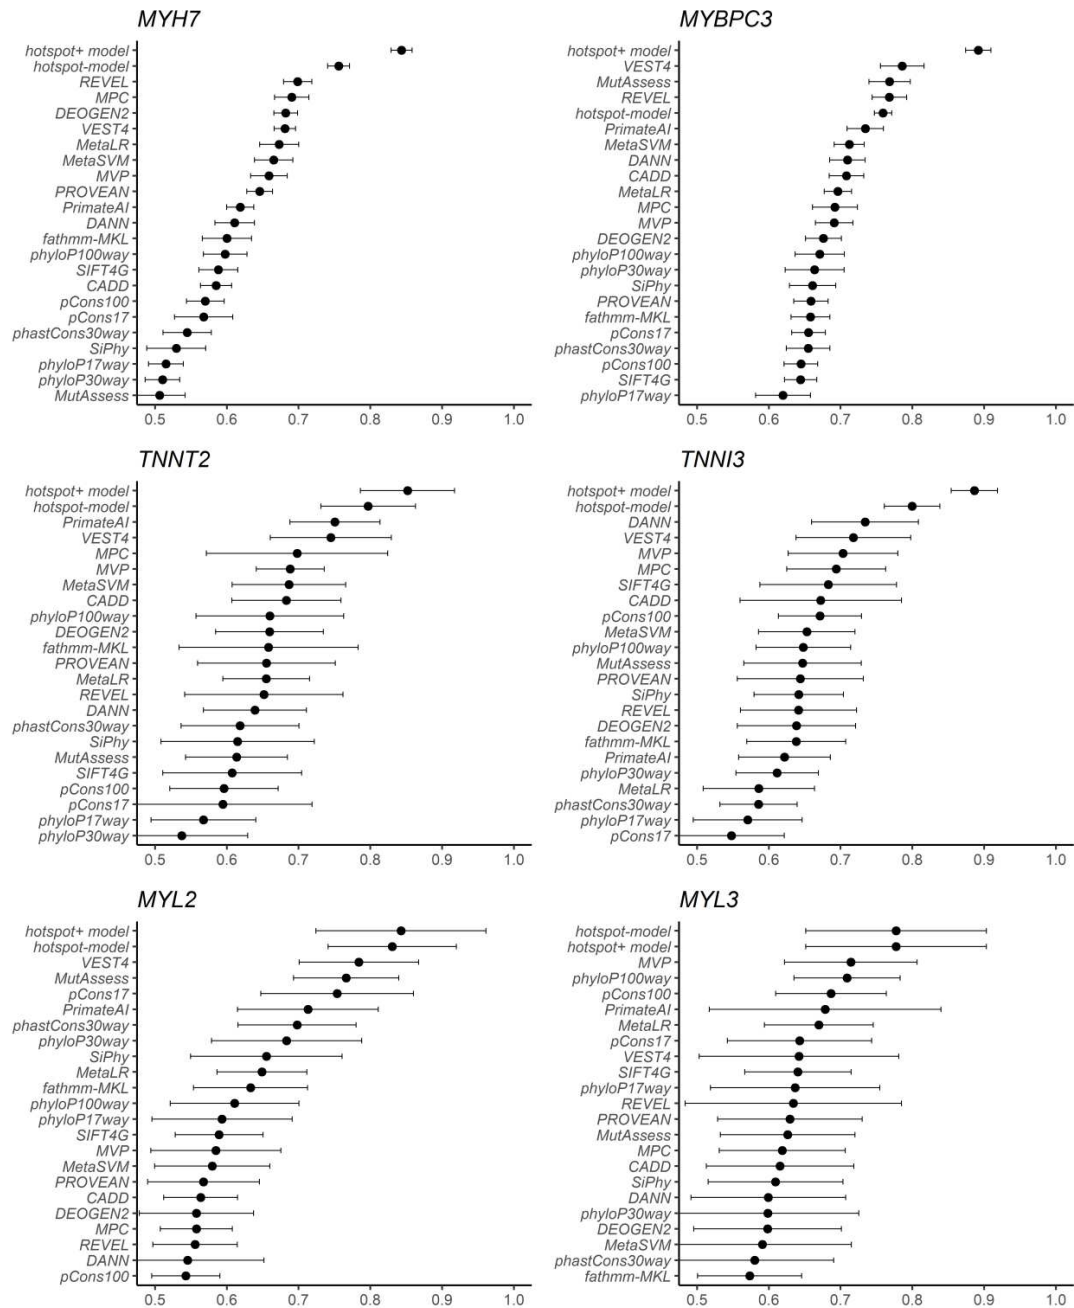 MYH7
hotspot+ model
hotspot-model
REVEL
MPC
DEOGEN2
VEST4
MetaLR
MetaSVM
MVP
PROVEAN
PrimateAI
DANN
fathmm-MKL
phyloP100way
SIFT4G
CADD
pCons100
pCons17
phastCons30way
SiPhy
phyloP17way
phyloP30way
MutAssess
0.5 0.6 0.7 0.8 0.9 1.0
MYBPC3
hotspot+ model
VEST4
MutAssess
REVEL
hotspot-model
PrimateAI
MetaSVM
DANN
CADD
MetaLR
MPC
MVP
DEOGEN2
phyloP100way
phyloP30way
SiPhy
PROVEAN
fathmm-MKL
pCons17
phastCons30way
pCons100
SIFT4G
phyloP17way
0.5 0.6 0.7 0.8 0.9 1.0
TNNT2
hotspot+ model
hotspot-model
PrimateAI
VEST4
MPC
MVP
MetaSVM
CADD
phyloP100way
DEOGEN2
fathmm-MKL
PROVEAN
MetaLR
REVEL
DANN
phastCons30way
SiPhy
MutAssess
SIFT4G
pCons100
pCons17
phyloP17way
phyloP30way
0.5 0.6 0.7 0.8 0.9 1.0
TNNI3
hotspot+ model
hotspot-model
DANN
VEST4
MVP
MPC
SIFT4G
CADD
pCons100
MetaSVM
phyloP100way
MutAssess
PROVEAN
SiPhy
REVEL
DEOGEN2
fathmm-MKL
PrimateAI
phyloP30way
MetaLR
phastCons30way
phyloP17way
pCons17
0.5 0.6 0.7 0.8 0.9 1.0
MYL2
hotspot+ model
hotspot-model
VEST4
MutAssess
pCons17
PrimateAI
phastCons30way
phyloP30way
SiPhy
MetaLR
fathmm-MKL
phyloP100way
phyloP17way
SIFT4G
MVP
MetaSVM
PROVEAN
CADD
DEOGEN2
MPC
REVEL
DANN
pCons100
0.5 0.6 0.7 0.8 0.9 1.0
MYL3
hotspot-model
hotspot+ model
MVP
phyloP100way
pCons100
PrimateAI
MetaLR
pCons17
VEST4
SIFT4G
phyloP17way
REVEL
PROVEAN
MutAssess
MPC
CADD
SiPhy
DANN
phyloP30way
DEOGEN2
MetaSVM
phastCons30way
fathmm-MKL
0.5 0.6 0.7 0.8 0.9 1.0